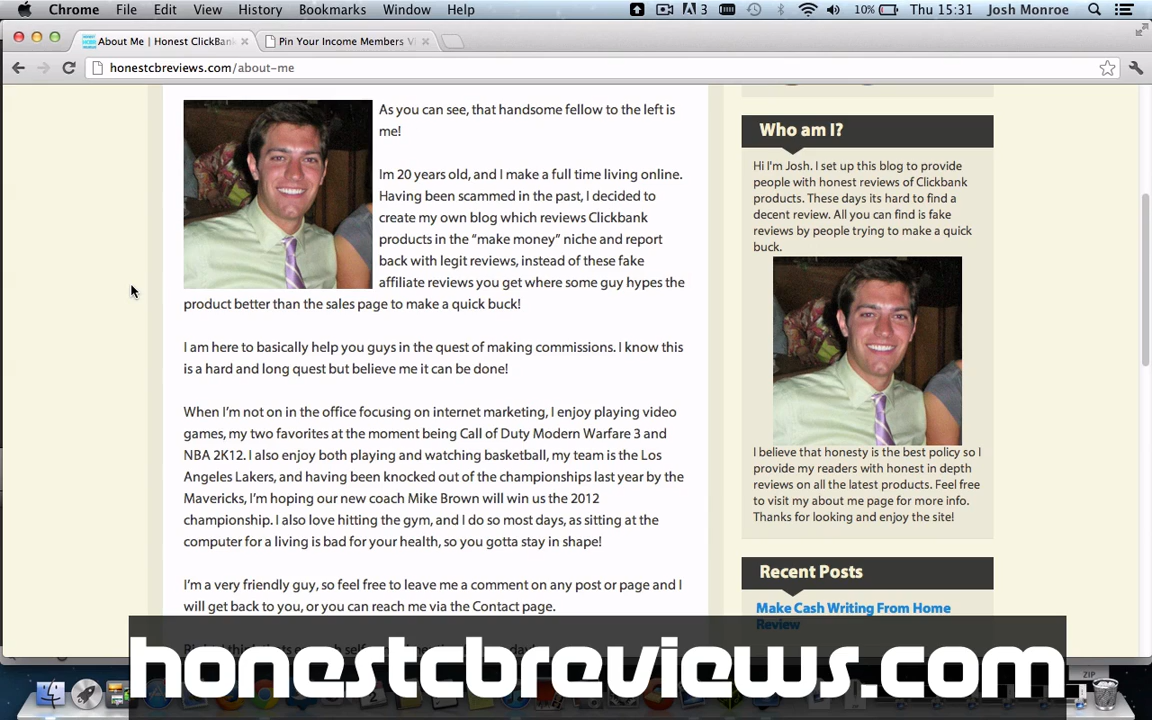 Chrome File Edit View History Bookmarks Window Help 3 10% Thu 15:31 Josh Monroe
About Me | Honest ClickBank
Pin Your Income Members Vi
honestcbreviews.com/about-me
As you can see, that handsome fellow to the left is
me!
Im 20 years old, and I make a full time living online.
Having been scammed in the past, I decided to
create my own blog which reviews Clickbank
products in the “make money” niche and report
back with legit reviews, instead of these fake
affiliate reviews you get where some guy hypes the
product better than the sales page to make a quick buck!
I am here to basically help you guys in the quest of making commissions. I know this
is a hard and long quest but believe me it can be done!
When I’m not on in the office focusing on internet marketing, I enjoy playing video
games, my two favorites at the moment being Call of Duty Modern Warfare 3 and
NBA 2K12. I also enjoy both playing and watching basketball, my team is the Los
Angeles Lakers, and having been knocked out of the championships last year by the
Mavericks, I’m hoping our new coach Mike Brown will win us the 2012
championship. I also love hitting the gym, and I do so most days, as sitting at the
computer for a living is bad for your health, so you gotta stay in shape!
I’m a very friendly guy, so feel free to leave me a comment on any post or page and I
will get back to you, or you can reach me via the Contact page.
Who am I?
Hi I'm Josh. I set up this blog to provide
people with honest reviews of Clickbank
products. These days its hard to find a
decent review. All you can find is fake
reviews by people trying to make a quick
buck.
I believe that honesty is the best policy so I
provide my readers with honest in depth
reviews on all the latest products. Feel free
to visit my about me page for more info.
Thanks for looking and enjoy the site!
Recent Posts
Make Cash Writing From Home
Review
ZIP
honestcbreviews.com